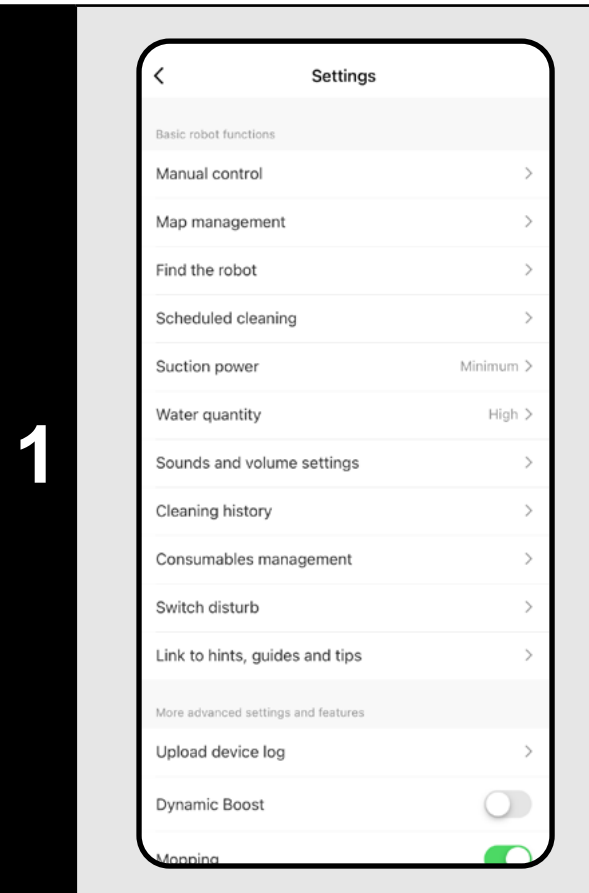 1
Settings
Basic robot functions
Manual control
Map management
Find the robot
Scheduled cleaning
Suction power Minimum
Water quantity High
Sounds and volume settings
Cleaning history
Consumables management
Switch disturb
Link to hints, guides and tips
More advanced settings and features
Upload device log
Dynamic Boost
Mopping